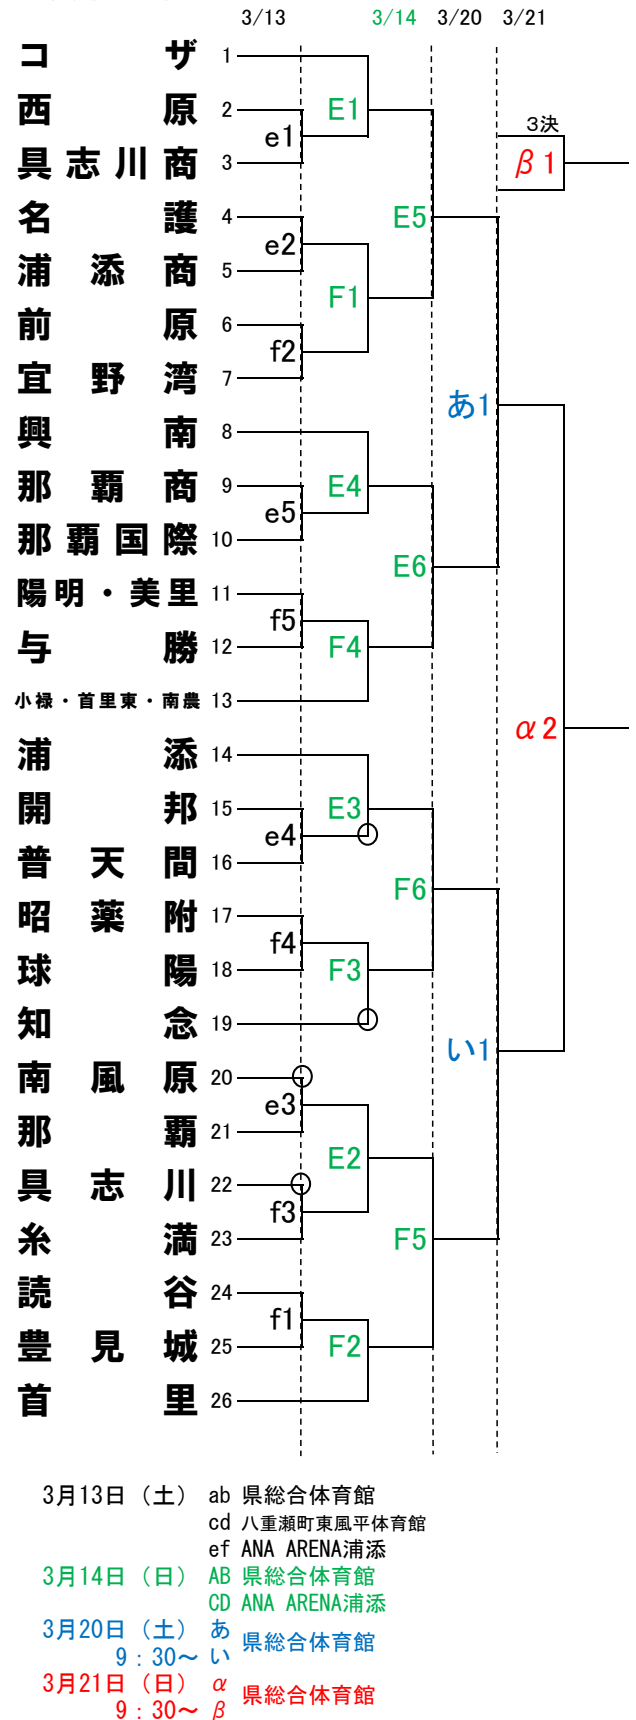 3/13 3/14 3/20 3/21
コザ 1
西原 2
具志川商 3
名護 4
浦添商 5
前原 6
宜野湾 7
興南 8
那覇商 9
那覇国際 10
陽明・美里 11
与勝 12
小禄・首里東・南農 13
浦添 14
開邦 15
普天間 16
昭薬附 17
球陽 18
知念 19
南風原 20
那覇 21
具志川 22
糸満 23
読谷 24
豊見城 25
首里 26
e1
e2
f2
e5
f5
e4
f4
e3
f3
f1
E1
F1
E4
F4
E3
F3
E2
F2
E5
E6
F6
F5
あ1
い1
3決
β1
α2
3月13日（土） ab 県総合体育館
cd 八重瀬町東風平体育館
ef ANA ARENA浦添
3月14日（日） AB 県総合体育館
CD ANA ARENA浦添
3月20日（土） あ 県総合体育館
9：30～ い
3月21日（日） α 県総合体育館
9：30～ β